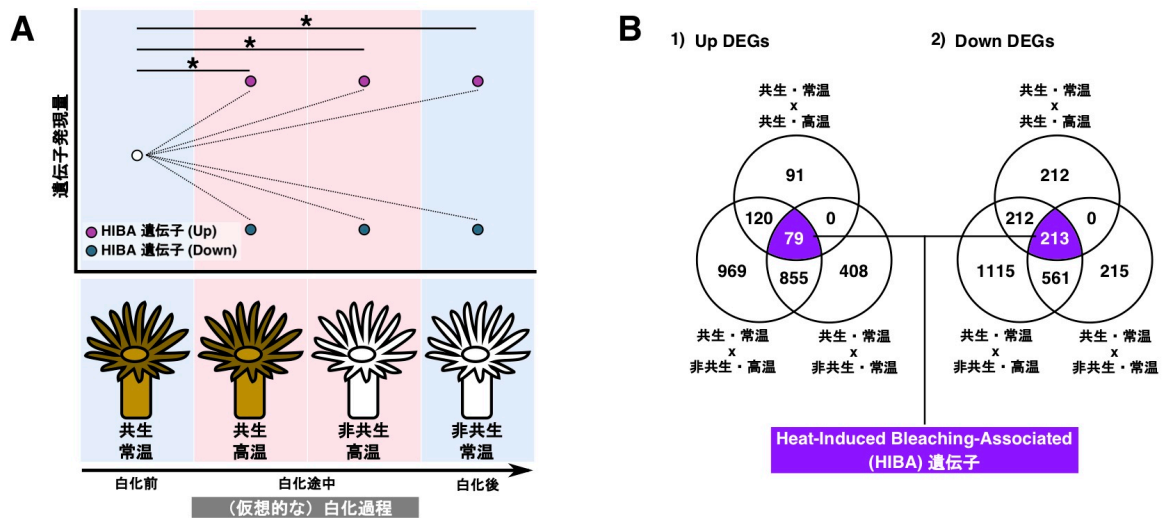 A
*
*
*
遺伝子発現量
HIBA 遺伝子 (Up)
HIBA 遺伝子 (Down)
共生
常温
共生
高温
非共生
高温
非共生
常温
白化前
白化途中
白化後
（仮想的な）白化過程
B
1) Up DEGs
共生・常温
x
共生・高温
91
120
0
79
969
855
408
共生・常温
x
非共生・高温
共生・常温
x
非共生・常温
2) Down DEGs
共生・常温
x
共生・高温
212
212
0
213
1115
561
215
共生・常温
x
非共生・高温
共生・常温
x
非共生・常温
Heat-Induced Bleaching-Associated
(HIBA) 遺伝子